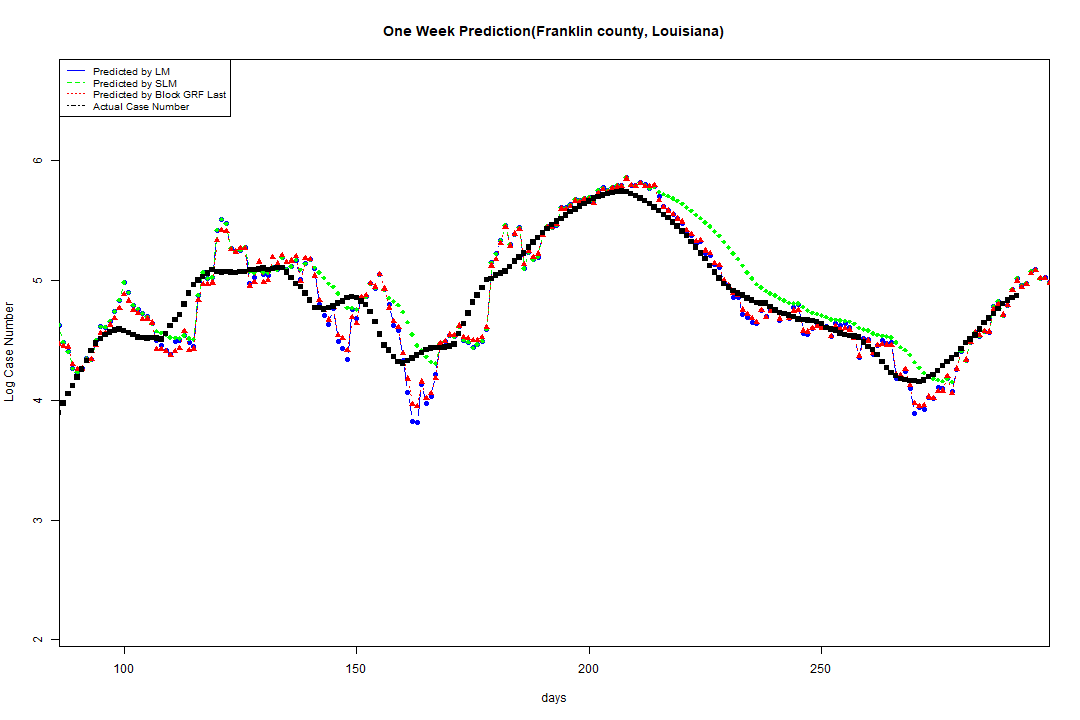 One Week Prediction(Franklin county, Louisiana)
Predicted by LM
Predicted by SLM
Predicted by Block GRF Last
Actual Case Number
6
5
4
3
2
Log Case Number
100
150
200
250
days